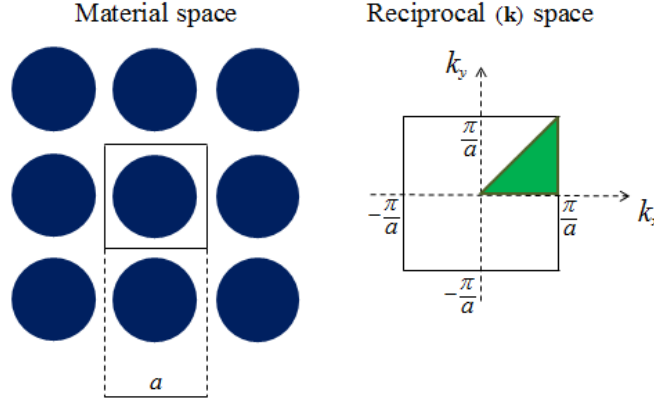 Material space
Reciprocal (k) space
k_y
π/a
-π/a
π/a
k_x
-π/a
a